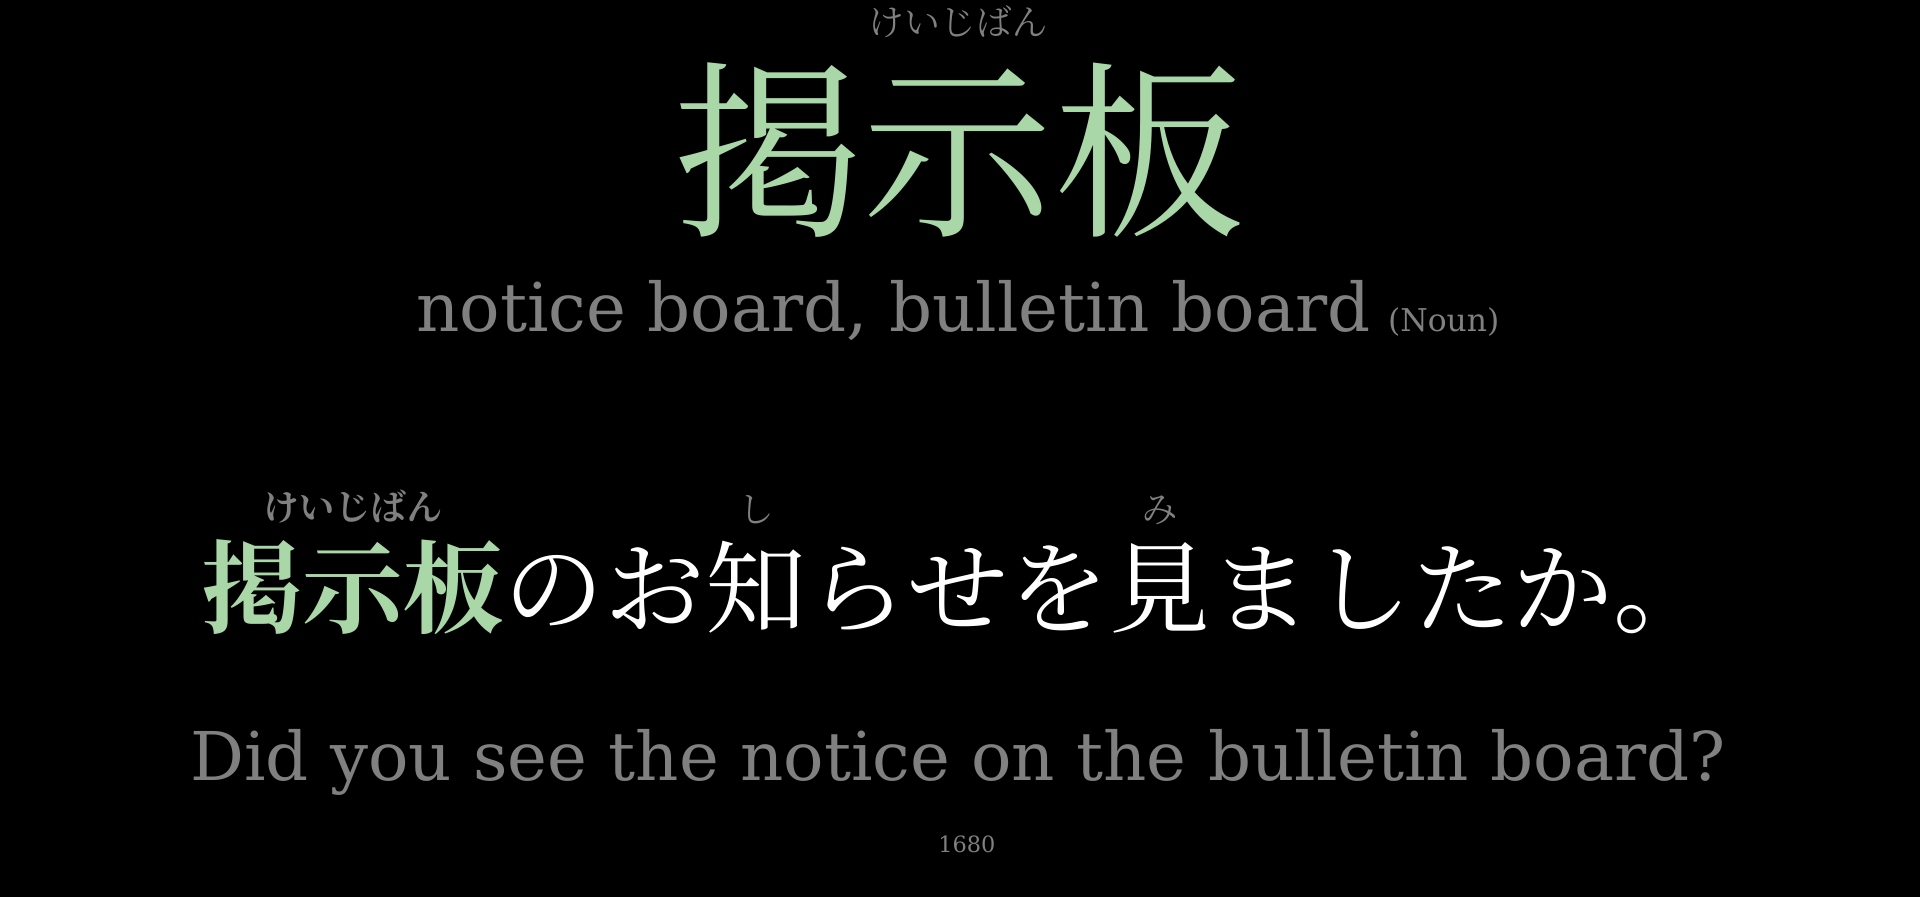 けいじばん
掲示板
notice board, bulletin board (Noun)
けいじばん し み
掲示板のお知らせを見ましたか。
Did you see the notice on the bulletin board?
1680